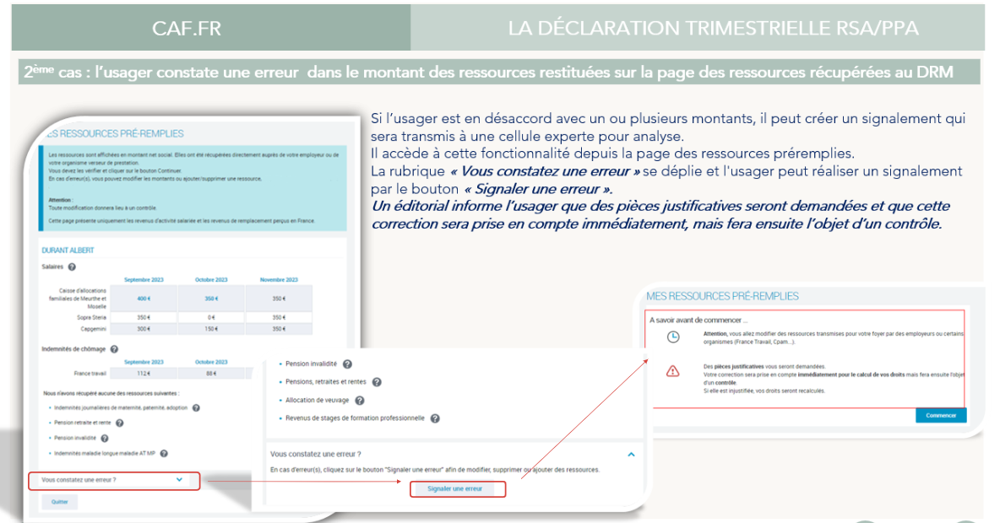 CAF.FR
LA DÉCLARATION TRIMESTRIELLE RSA/PPA
2ème cas : l'usager constate une erreur dans le montant des ressources restituées sur la page des ressources récupérées au DRM
Si l'usager est en désaccord avec un ou plusieurs montants, il peut créer un signalement qui
sera transmis à une cellule experte pour analyse.
Il accède à cette fonctionnalité depuis la page des ressources préremplies.
La rubrique « Vous constatez une erreur » se déplie et l'usager peut réaliser un signalement
par le bouton « Signaler une erreur ».
Un éditorial informe l'usager que des pièces justificatives seront demandées et que cette
correction sera prise en compte immédiatement, mais fera ensuite l'objet d'un contrôle.
MES RESSOURCES PRÉ-REMPLIES
Les ressources sont affichées en montant net social. Elles ont été récupérées directement auprès de votre employeur ou de
votre organisme verseur de prestation.
Vous devez les vérifier et cliquer sur le bouton Continuer.
En cas d'erreur(s), vous pouvez modifier les montants ou ajouter/supprimer une ressource.
Attention :
Toute modification donnera lieu à un contrôle.
Cette page présente uniquement les revenus d'activité salariée et les revenus de remplacement perçus en France.
DURANT ALBERT
Salaires ?
Septembre 2023 Octobre 2023 Novembre 2023
Caisse d'allocations
familiales de Meurthe et 400 € 350 € 350 €
Moselle
Sopra Steria 350 € 0 € 350 €
Capgemini 300 € 150 € 350 €
Indemnités de chômage ?
Septembre 2023 Octobre 2023
France travail 112 € 88 €
Nous n'avons récupéré aucune des ressources suivantes :
• Indemnités journalières de maternité, paternité, adoption ?
• Pension retraite et rente ?
• Pension invalidité ?
• Indemnités maladie longue maladie AT MP ?
Vous constatez une erreur ?
Quitter
• Pension invalidité ?
• Pensions, retraites et rentes ?
• Allocation de veuvage ?
• Revenus de stages de formation professionnelle ?
Vous constatez une erreur ?
En cas d'erreur(s), cliquez sur le bouton "Signaler une erreur" afin de modifier, supprimer ou ajouter des ressources.
Signaler une erreur
MES RESSOURCES PRÉ-REMPLIES
A savoir avant de commencer ...
Attention, vous allez modifier des ressources transmises pour votre foyer par des employeurs ou certains
organismes (France Travail, Cpam...).
Des pièces justificatives vous seront demandées.
Votre correction sera prise en compte immédiatement pour le calcul de vos droits mais fera ensuite l'objet
d'un contrôle.
Si elle est injustifiée, vos droits seront recalculés.
Commencer